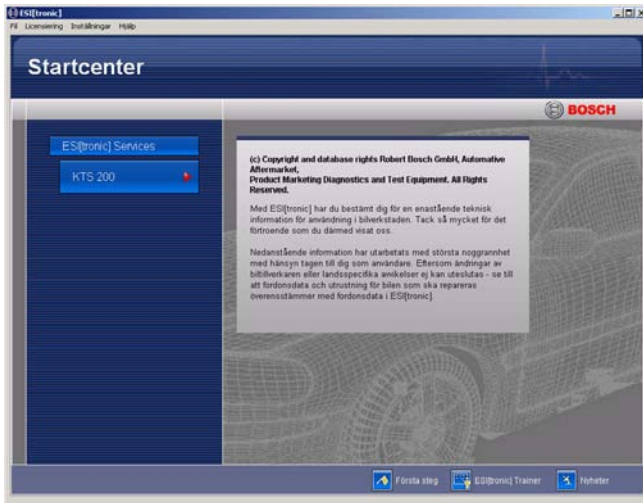 ESI[tronic]
Fil Licensiering Inställningar Hjälp
Startcenter
BOSCH
ESI[tronic] Services
KTS 200
(c) Copyright and database rights Robert Bosch GmbH, Automotive
Aftermarket,
Product Marketing Diagnostics and Test Equipment. All Rights
Reserved.
Med ESI[tronic] har du bestämt dig för en enastående teknisk
information för användning i bilverkstaden. Tack så mycket för det
förtroende som du därmed visat oss.
Nedanstående information har utarbetats med största noggrannhet
med hänsyn tagen till dig som användare. Eftersom ändringar av
biltillverkaren eller landsspecifika avvikelser ej kan uteslutas - se till
att fordonsdata och utrustning för bilen som ska repareras
överensstämmer med fordonsdata i ESI[tronic].
Första steg ESI[tronic] Trainer Nyheter